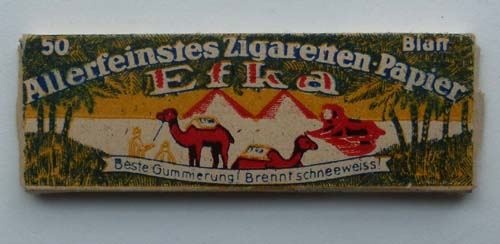 50 Blatt
Allerfeinstes Zigaretten-Papier
Efka
Beste Gummierung! Brennt schneeweiss!